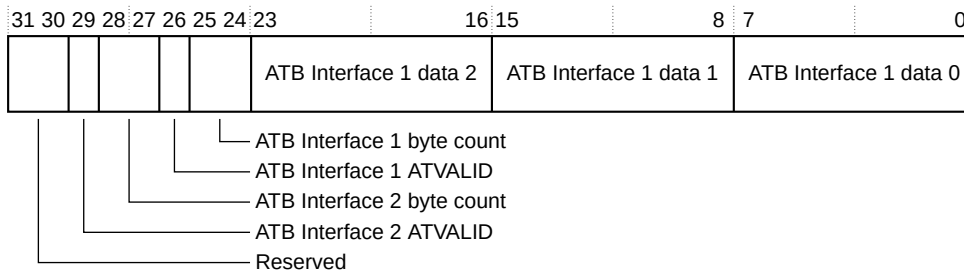 31 30 29 28 27 26 25 24 23 16 15 8 7 0
ATB Interface 1 data 2 ATB Interface 1 data 1 ATB Interface 1 data 0
ATB Interface 1 byte count
ATB Interface 1 ATVALID
ATB Interface 2 byte count
ATB Interface 2 ATVALID
Reserved